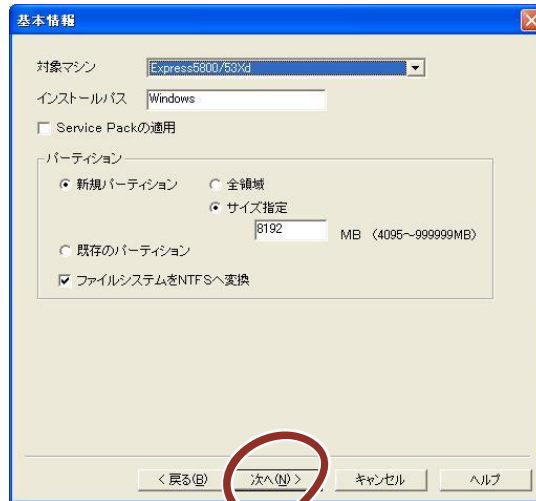 基本情報
対象マシン Express5800/53Xd
インストールパス Windows
Service Packの適用
パーティション
新規パーティション 全領域
サイズ指定
8192 MB (4095～999999MB)
既存のパーティション
ファイルシステムをNTFSへ変換
< 戻る(B) 次へ(N) > キャンセル ヘルプ